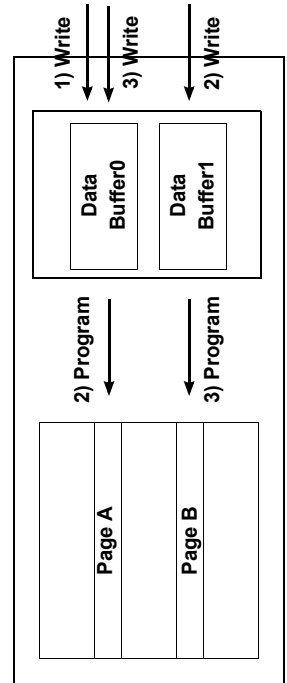 1) Write
3) Write
2) Write
Data
Buffer0
Data
Buffer1
2) Program
3) Program
Page A
Page B